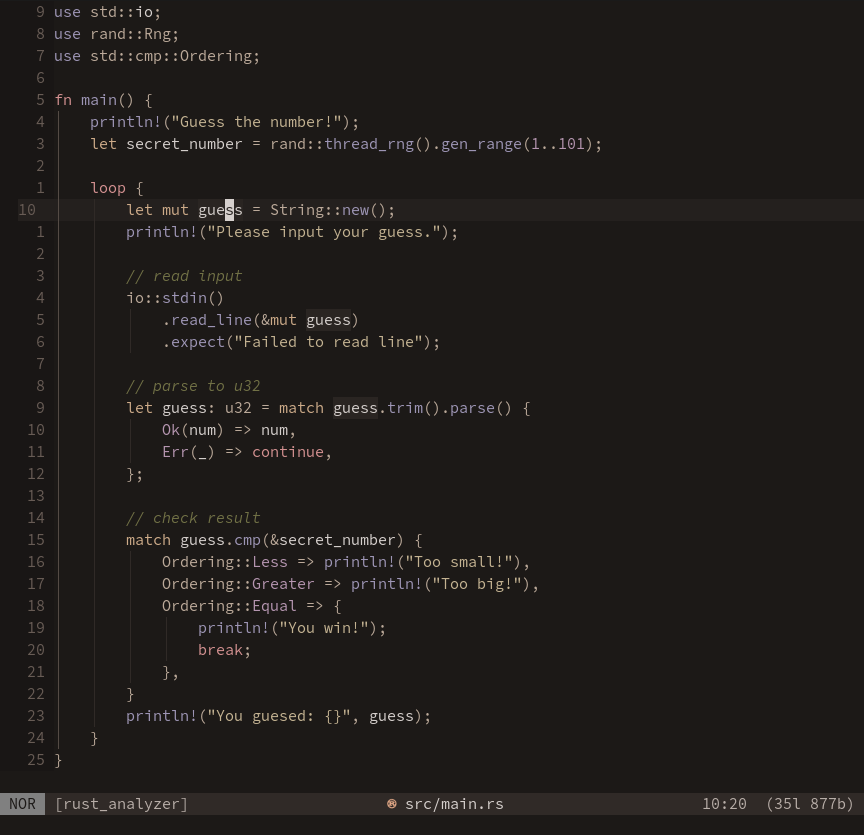 9 use std::io;
8 use rand::Rng;
7 use std::cmp::Ordering;
6
5 fn main() {
4     println!("Guess the number!");
3     let secret_number = rand::thread_rng().gen_range(1..101);
2
1     loop {
10         let mut guess = String::new();
1         println!("Please input your guess.");
2
3         // read input
4         io::stdin()
5             .read_line(&mut guess)
6             .expect("Failed to read line");
7
8         // parse to u32
9         let guess: u32 = match guess.trim().parse() {
10             Ok(num) => num,
11             Err(_) => continue,
12         };
13
14         // check result
15         match guess.cmp(&secret_number) {
16             Ordering::Less => println!("Too small!"),
17             Ordering::Greater => println!("Too big!"),
18             Ordering::Equal => {
19                 println!("You win!");
20                 break;
21             },
22         }
23         println!("You guesed: {}", guess);
24     }
25 }
NOR [rust_analyzer] src/main.rs 10:20 (35l 877b)